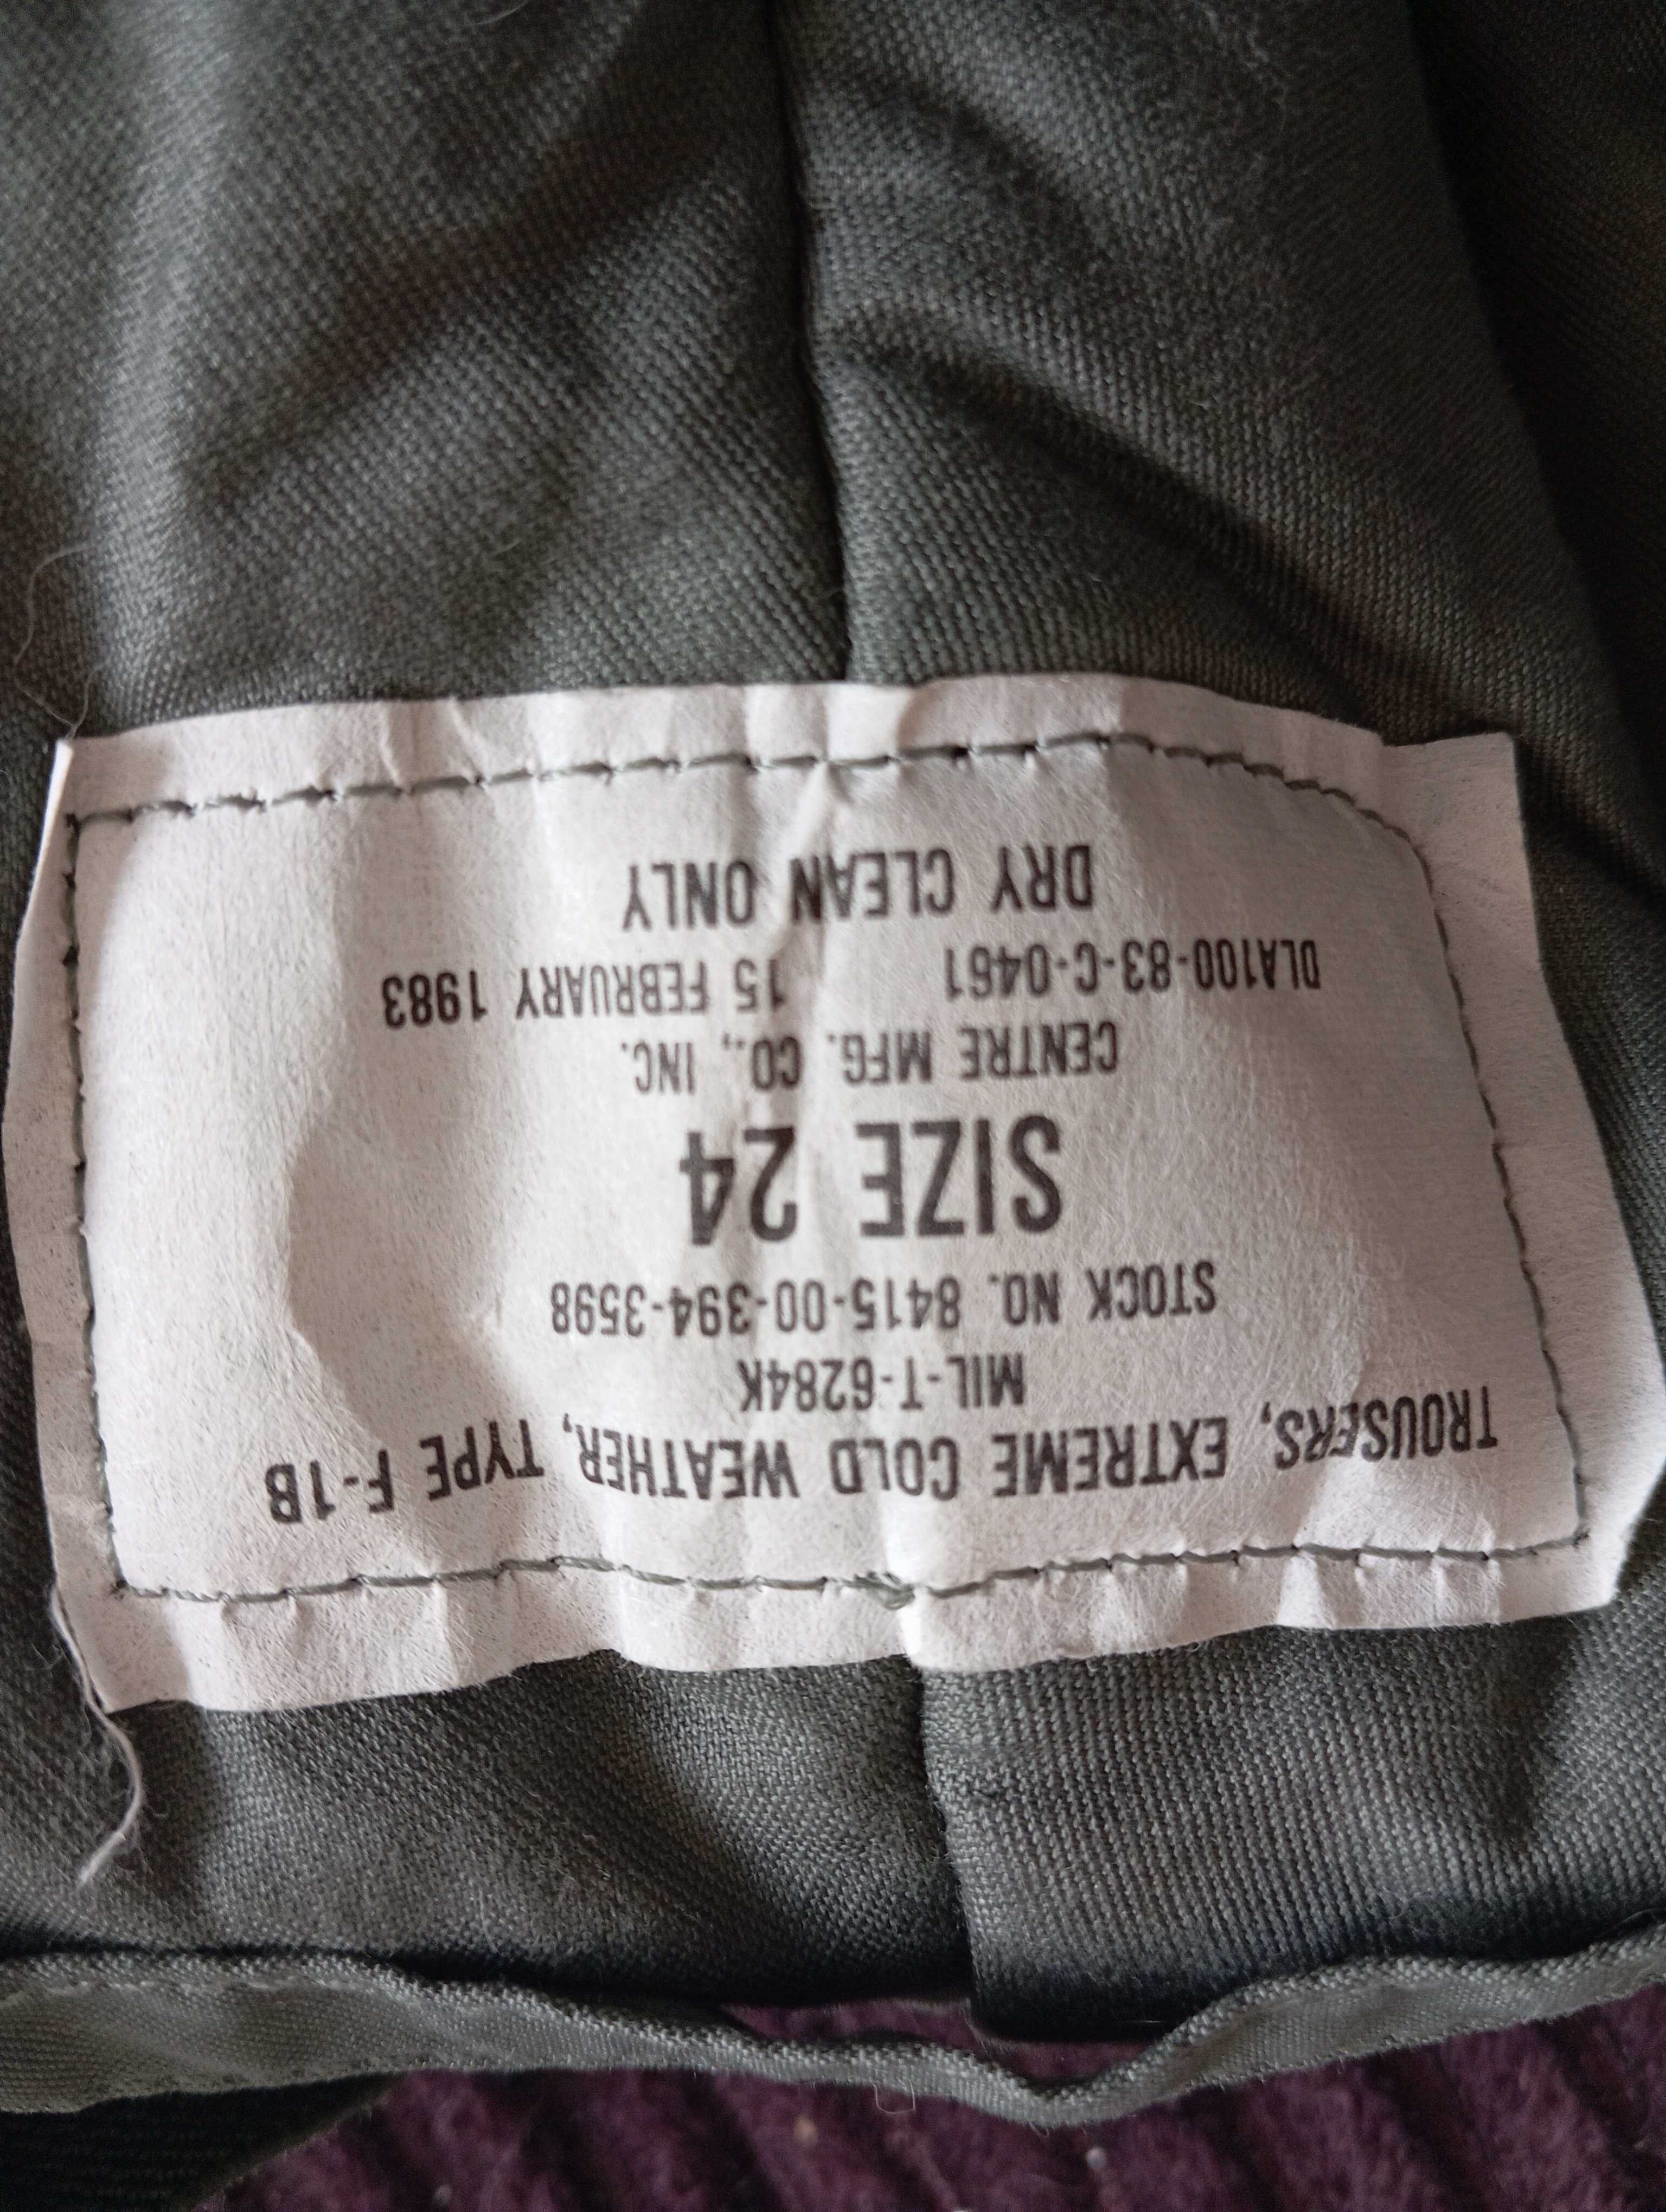 TROUSERS, EXTREME COLD WEATHER, TYPE F-1B
MIL-T-6284K
STOCK NO. 8415-00-394-3598
SIZE 24
CENTRE MFG. CO., INC.
DLA100-83-C-0461 15 FEBRUARY 1983
DRY CLEAN ONLY